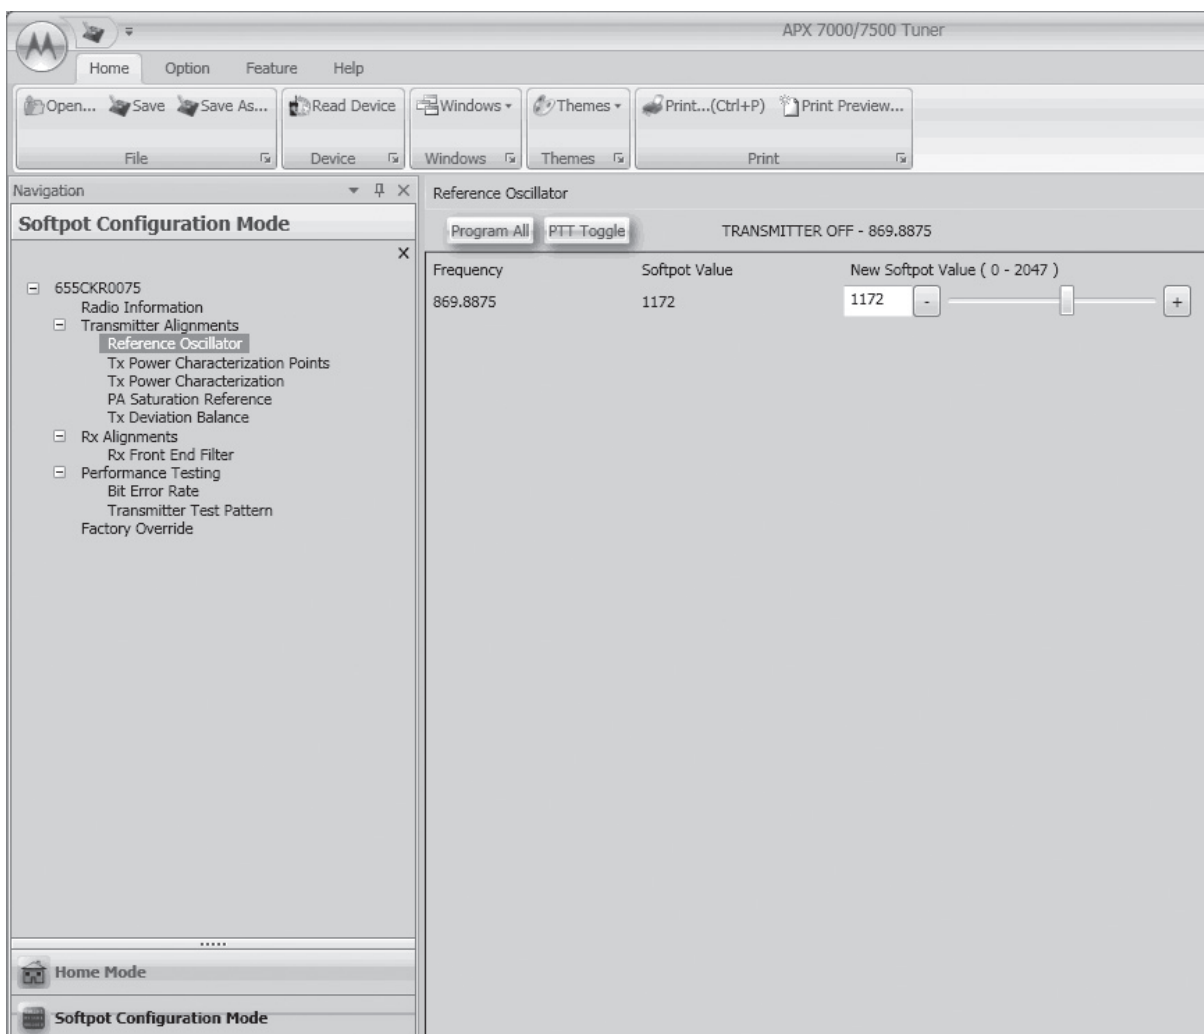 APX 7000/7500 Tuner
Home Option Feature Help
Open... Save Save As... Read Device Windows Themes Print...(Ctrl+P) Print Preview...
File Device Windows Themes Print
Navigation
Softpot Configuration Mode
655CKR0075
Radio Information
Transmitter Alignments
Reference Oscillator
Tx Power Characterization Points
Tx Power Characterization
PA Saturation Reference
Tx Deviation Balance
Rx Alignments
Rx Front End Filter
Performance Testing
Bit Error Rate
Transmitter Test Pattern
Factory Override
Home Mode
Softpot Configuration Mode
Reference Oscillator
Program All PTT Toggle TRANSMITTER OFF - 869.8875
Frequency Softpot Value New Softpot Value ( 0 - 2047 )
869.8875 1172 1172 - +